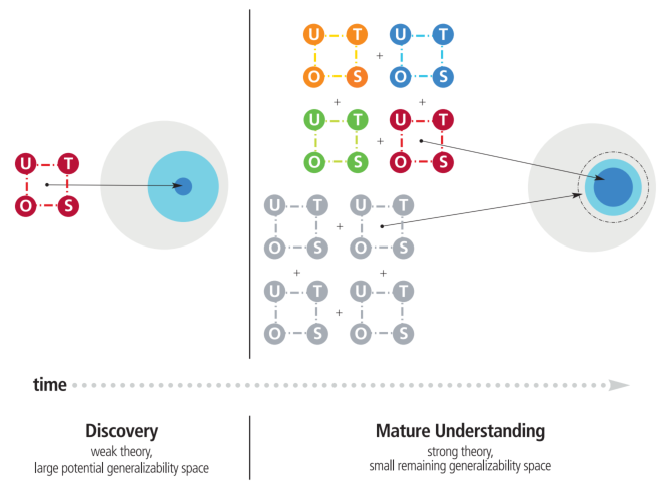 U T
O S
U T + U T
O S O S
+ +
U T + U T
O S O S
U T + U T
O S O S
+ +
U T + U T
O S O S
time
Discovery
weak theory,
large potential generalizability space
Mature Understanding
strong theory,
small remaining generalizability space